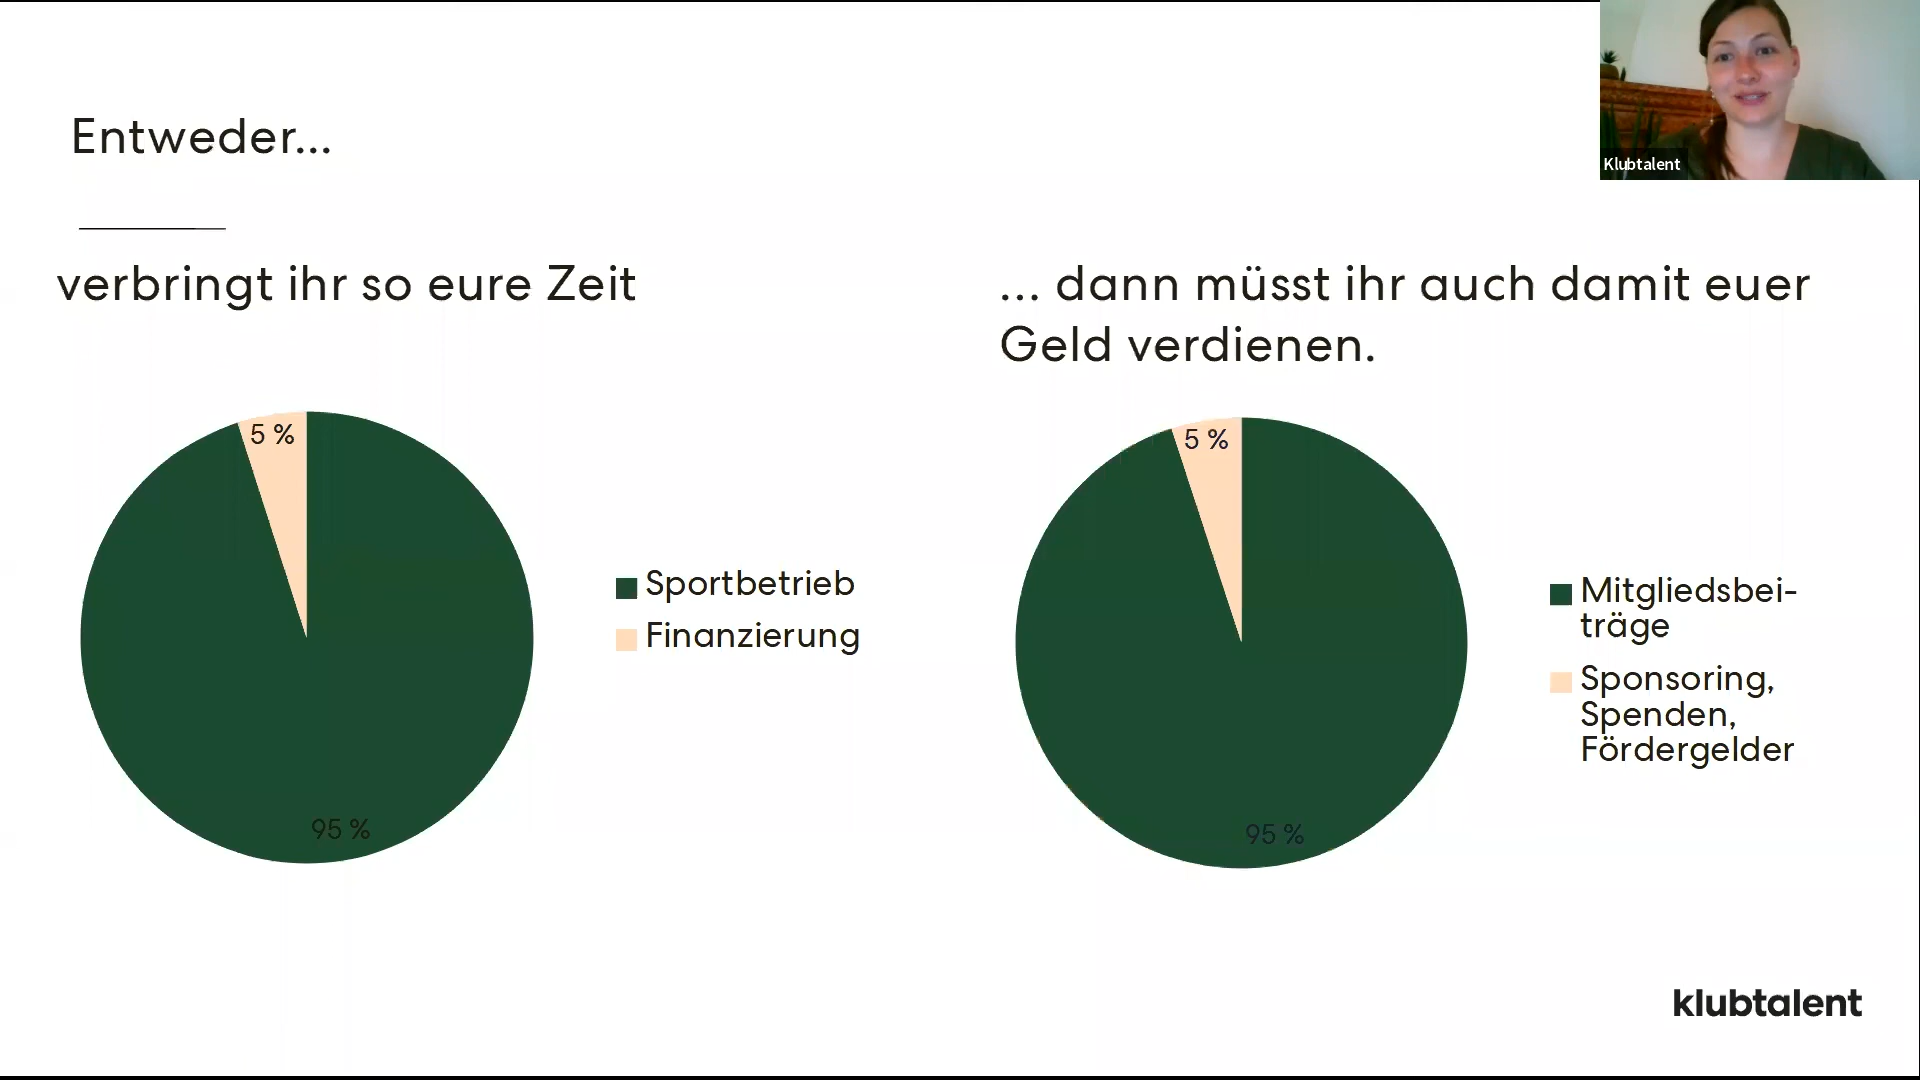 Klubtalent
Entweder...
verbringt ihr so eure Zeit
... dann müsst ihr auch damit euer
Geld verdienen.
5 %
95 %
Sportbetrieb
Finanzierung
5 %
95 %
Mitgliedsbei-
träge
Sponsoring,
Spenden,
Fördergelder
klubtalent